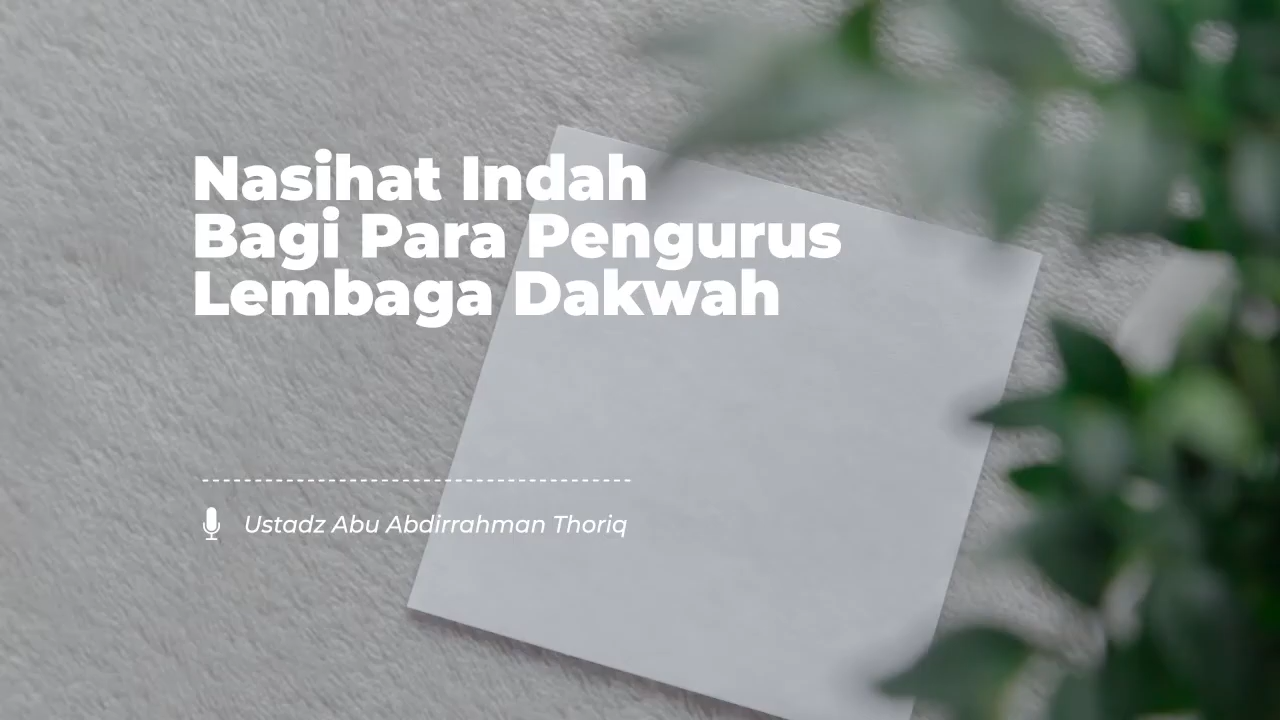 Nasihat Indah
Bagi Para Pengurus
Lembaga Dakwah
Ustadz Abu Abdirrahman Thoriq